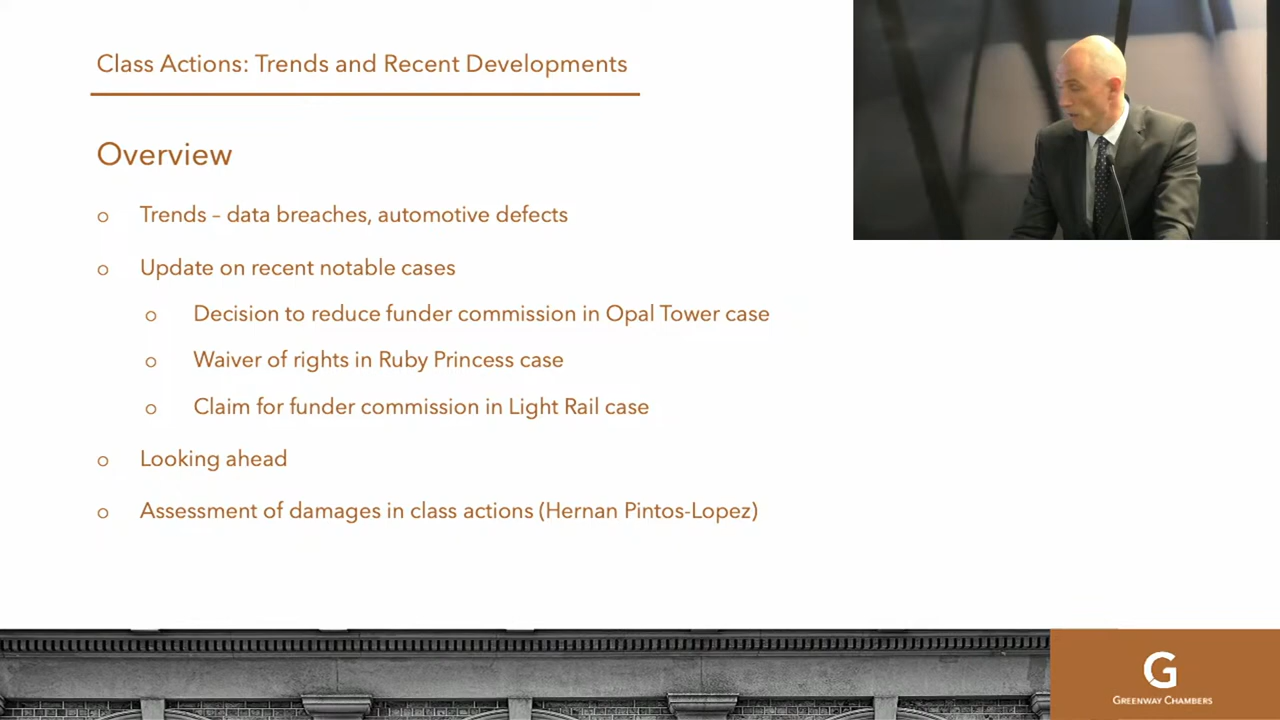 Class Actions: Trends and Recent Developments
Overview
o Trends – data breaches, automotive defects
o Update on recent notable cases
o Decision to reduce funder commission in Opal Tower case
o Waiver of rights in Ruby Princess case
o Claim for funder commission in Light Rail case
o Looking ahead
o Assessment of damages in class actions (Hernan Pintos-Lopez)
G
GREENWAY CHAMBERS